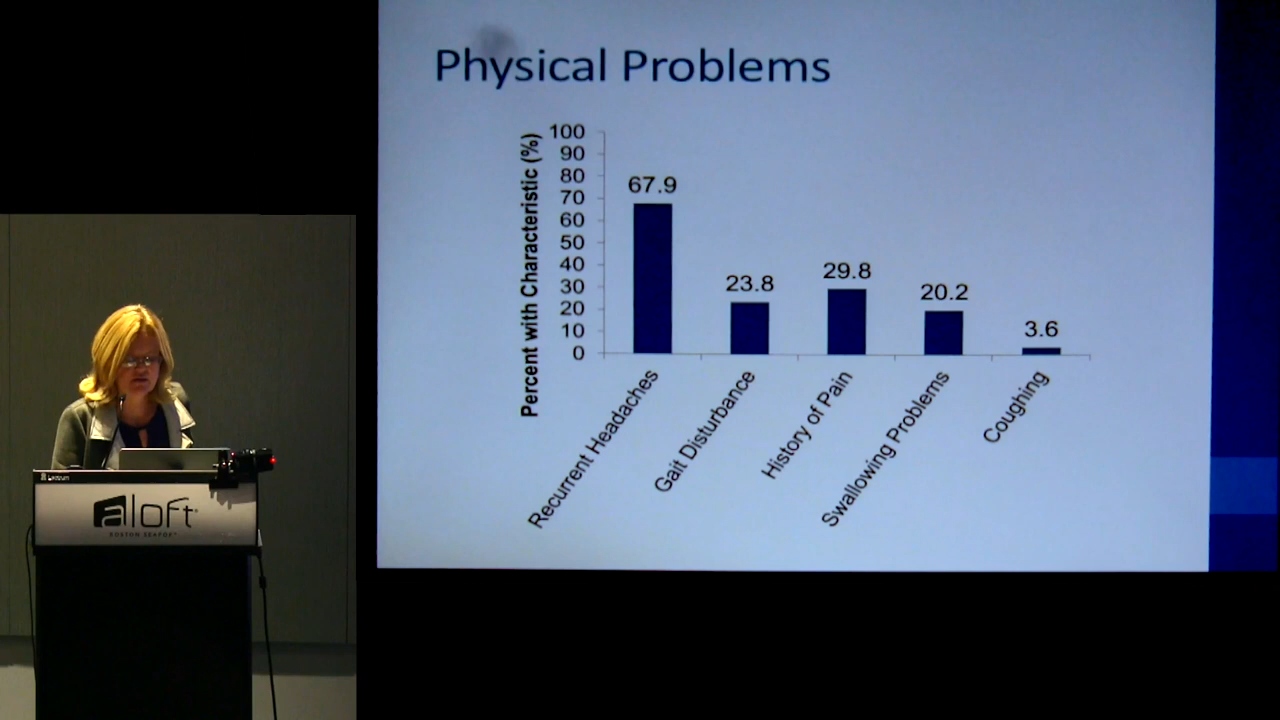 Physical Problems
Percent with Characteristic (%)
100
90
80
70
60
50
40
30
20
10
0
67.9
23.8
29.8
20.2
3.6
Recurrent Headaches
Gait Disturbance
History of Pain
Swallowing Problems
Coughing
Lectrum
aloft